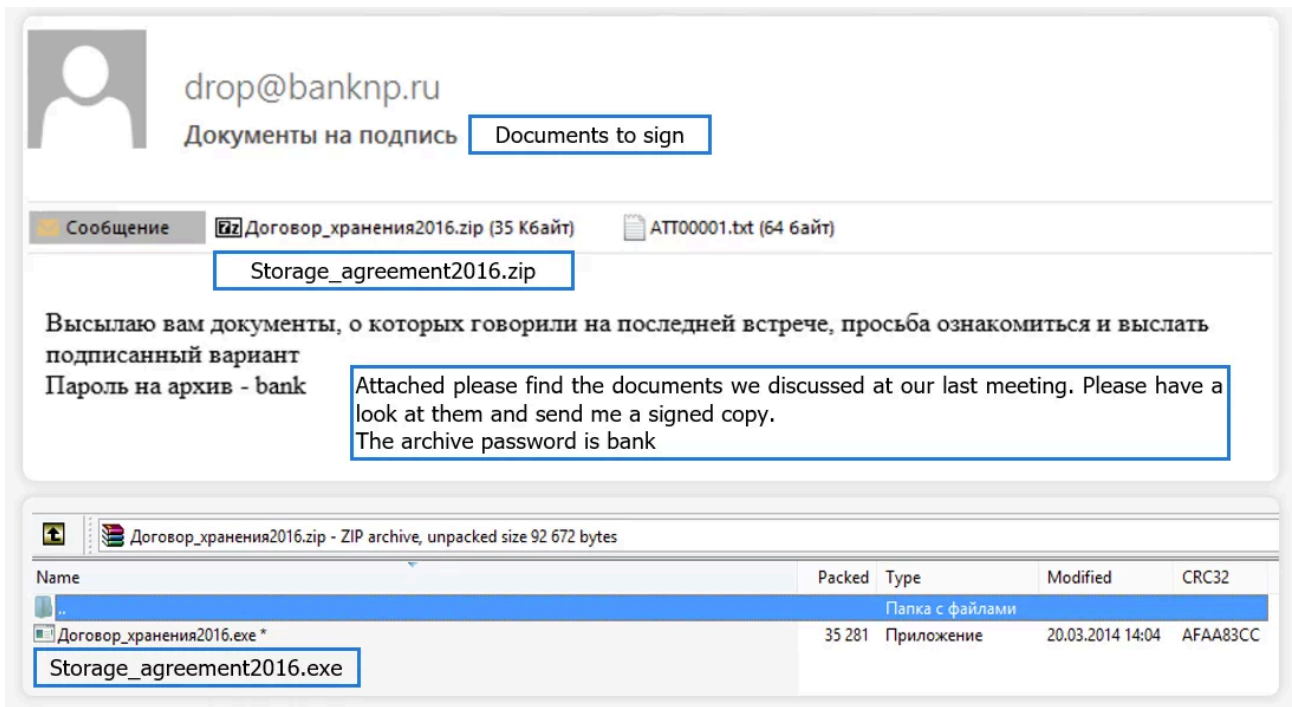 drop@banknp.ru
Документы на подпись
Documents to sign
Сообщение
7z Договор_хранения2016.zip (35 Кбайт)
ATT00001.txt (64 байт)
Storage_agreement2016.zip
Высылаю вам документы, о которых говорили на последней встрече, просьба ознакомиться и выслать
подписанный вариант
Пароль на архив - bank
Attached please find the documents we discussed at our last meeting. Please have a
look at them and send me a signed copy.
The archive password is bank
Договор_хранения2016.zip - ZIP archive, unpacked size 92 672 bytes
Name Packed Type Modified CRC32
.. Папка с файлами
Договор_хранения2016.exe * 35 281 Приложение 20.03.2014 14:04 AFAA83CC
Storage_agreement2016.exe